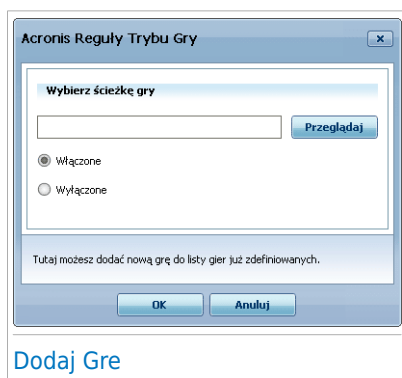 Acronis Reguły Trybu Gry
Wybierz ścieżkę gry
Przeglądaj
Włączone
Wyłączone
Tutaj możesz dodać nową grę do listy gier już zdefiniowanych.
OK Anuluj
Dodaj Gre